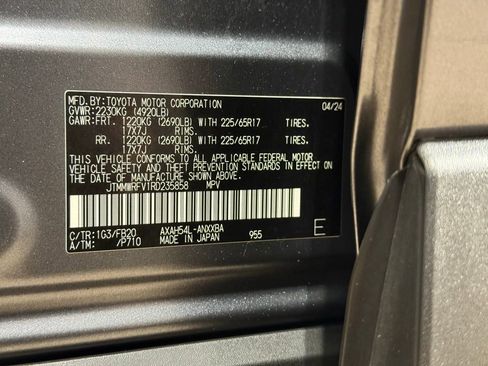 MFD.BY:TOYOTA MOTOR CORPORATION 04/24
GVWR:2230KG (4920LB)
GAWR:FRT. 1220KG (2690LB) WITH 225/65R17 TIRES.
17X7J RIMS.
RR. 1220KG (2690LB) WITH 225/65R17 TIRES.
17X7J RIMS.
THIS VEHICLE CONFORMS TO ALL APPLICABLE FEDERAL MOTOR
VEHICLE SAFETY AND THEFT PREVENTION STANDARDS IN EFFECT ON
THE DATE OF MANUFACTURE SHOWN ABOVE.
JTMMWRFV1RD235858 MPV
C/TR:1G3/FB20 AXAH54L-ANXXBA
A/TM: /P710 MADE IN JAPAN 955 E